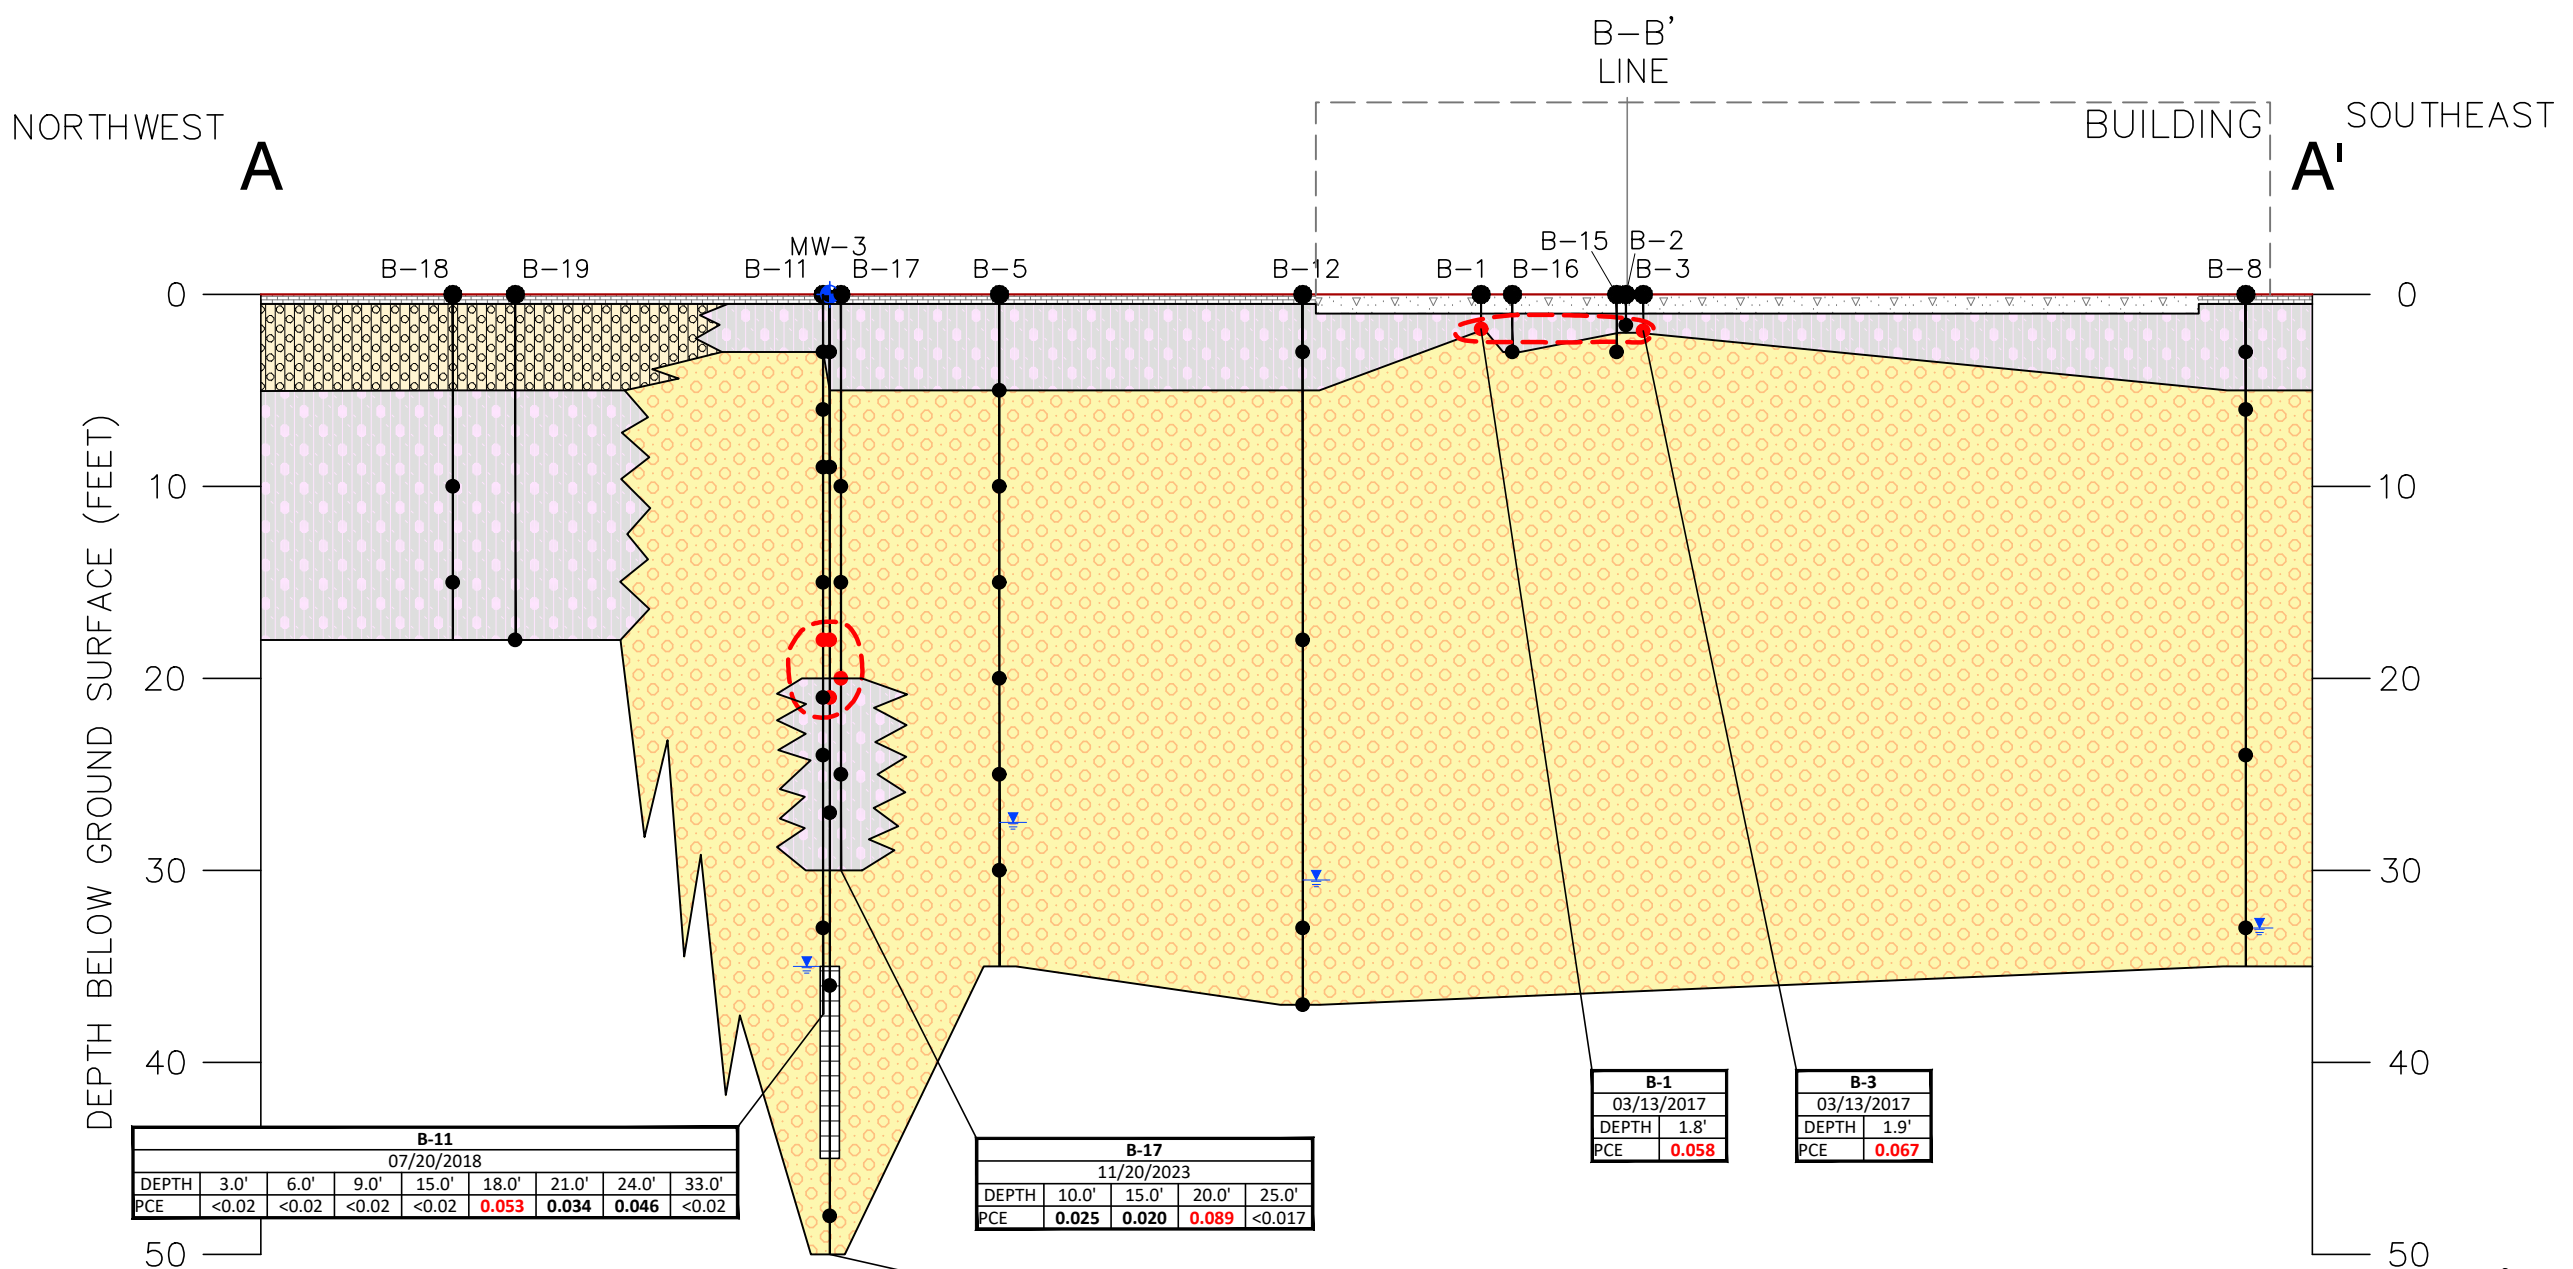 B-B'
LINE
NORTHWEST
BUILDING
SOUTHEAST
A
A'
MW-3
B-15
B-2
B-18
B-19
B-11
B-17
B-5
B-12
B-1
B-16
B-3
B-8
0
0
10
10
20
20
30
30
40
40
50
50
DEPTH BELOW GROUND SURFACE (FEET)
B-11
07/20/2018
DEPTH 3.0' 6.0' 9.0' 15.0' 18.0' 21.0' 24.0' 33.0'
PCE <0.02 <0.02 <0.02 <0.02 0.053 0.034 0.046 <0.02
B-17
11/20/2023
DEPTH 10.0' 15.0' 20.0' 25.0'
PCE 0.025 0.020 0.089 <0.017
B-1
03/13/2017
DEPTH 1.8'
PCE 0.058
B-3
03/13/2017
DEPTH 1.9'
PCE 0.067